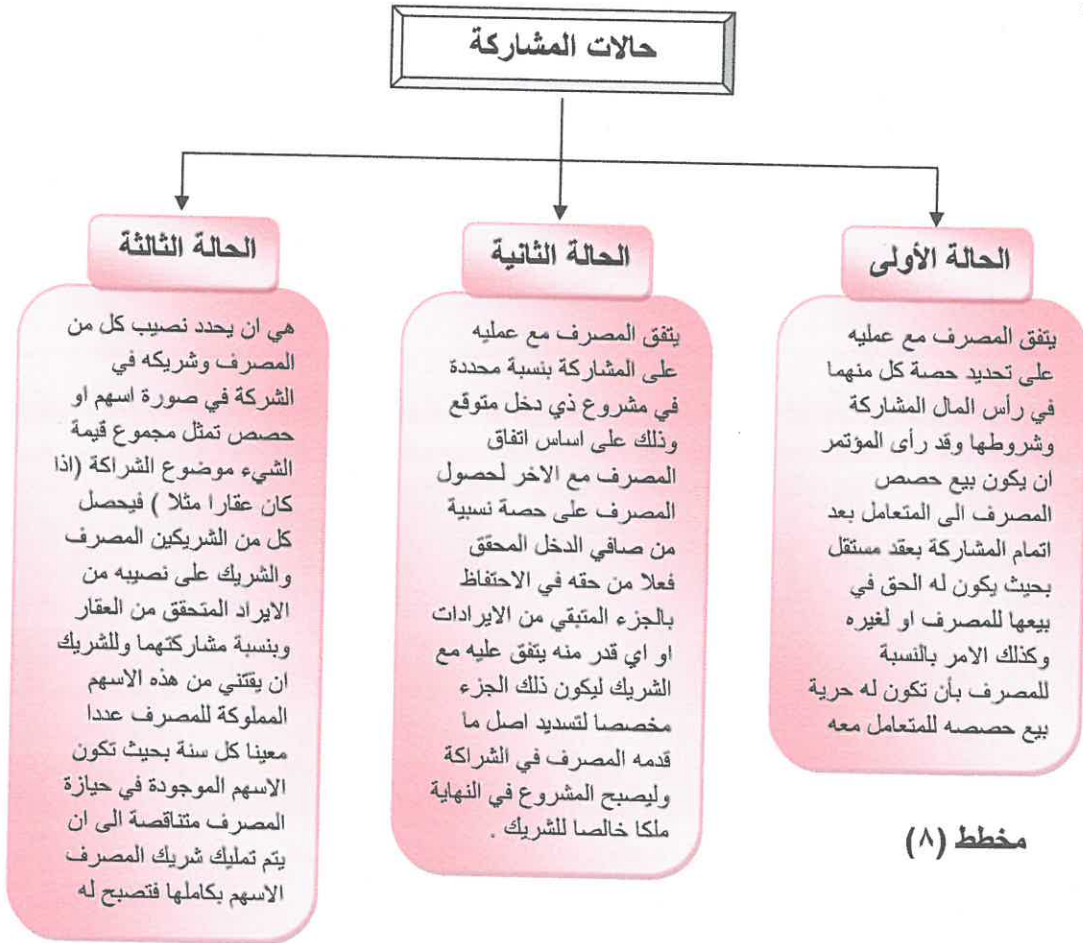 حالات المشاركة
الحالة الأولى
يتفق المصرف مع عمليه
على تحديد حصة كل منهما
في رأس المال المشاركة
وشروطها وقد رأى المؤتمر
ان يكون بيع حصص
المصرف الى المتعامل بعد
اتمام المشاركة بعقد مستقل
بحيث يكون له الحق في
بيعها للمصرف او لغيره
وكذلك الامر بالنسبة
للمصرف بأن تكون له حرية
بيع حصصه للمتعامل معه
الحالة الثانية
يتفق المصرف مع عمليه
على المشاركة بنسبة محددة
في مشروع ذي دخل متوقع
وذلك على اساس اتفاق
المصرف مع الاخر لحصول
المصرف على حصة نسبية
من صافي الدخل المحقق
فعلا من حقه في الاحتفاظ
بالجزء المتبقي من الايرادات
او اي قدر منه يتفق عليه مع
الشريك ليكون ذلك الجزء
مخصصا لتسديد اصل ما
قدمه المصرف في الشراكة
وليصبح المشروع في النهاية
ملكا خالصا للشريك .
الحالة الثالثة
هي ان يحدد نصيب كل من
المصرف وشريكه في
الشركة في صورة اسهم او
حصص تمثل مجموع قيمة
الشيء موضوع الشراكة (اذا
كان عقارا مثلا ) فيحصل
كل من الشريكين المصرف
والشريك على نصيبه من
الايراد المتحقق من العقار
وبنسبة مشاركتهما وللشريك
ان يقتني من هذه الاسهم
المملوكة للمصرف عددا
معينا كل سنة بحيث تكون
الاسهم الموجودة في حيازة
المصرف متناقصة الى ان
يتم تمليك شريك المصرف
الاسهم بكاملها فتصبح له
مخطط (٨)